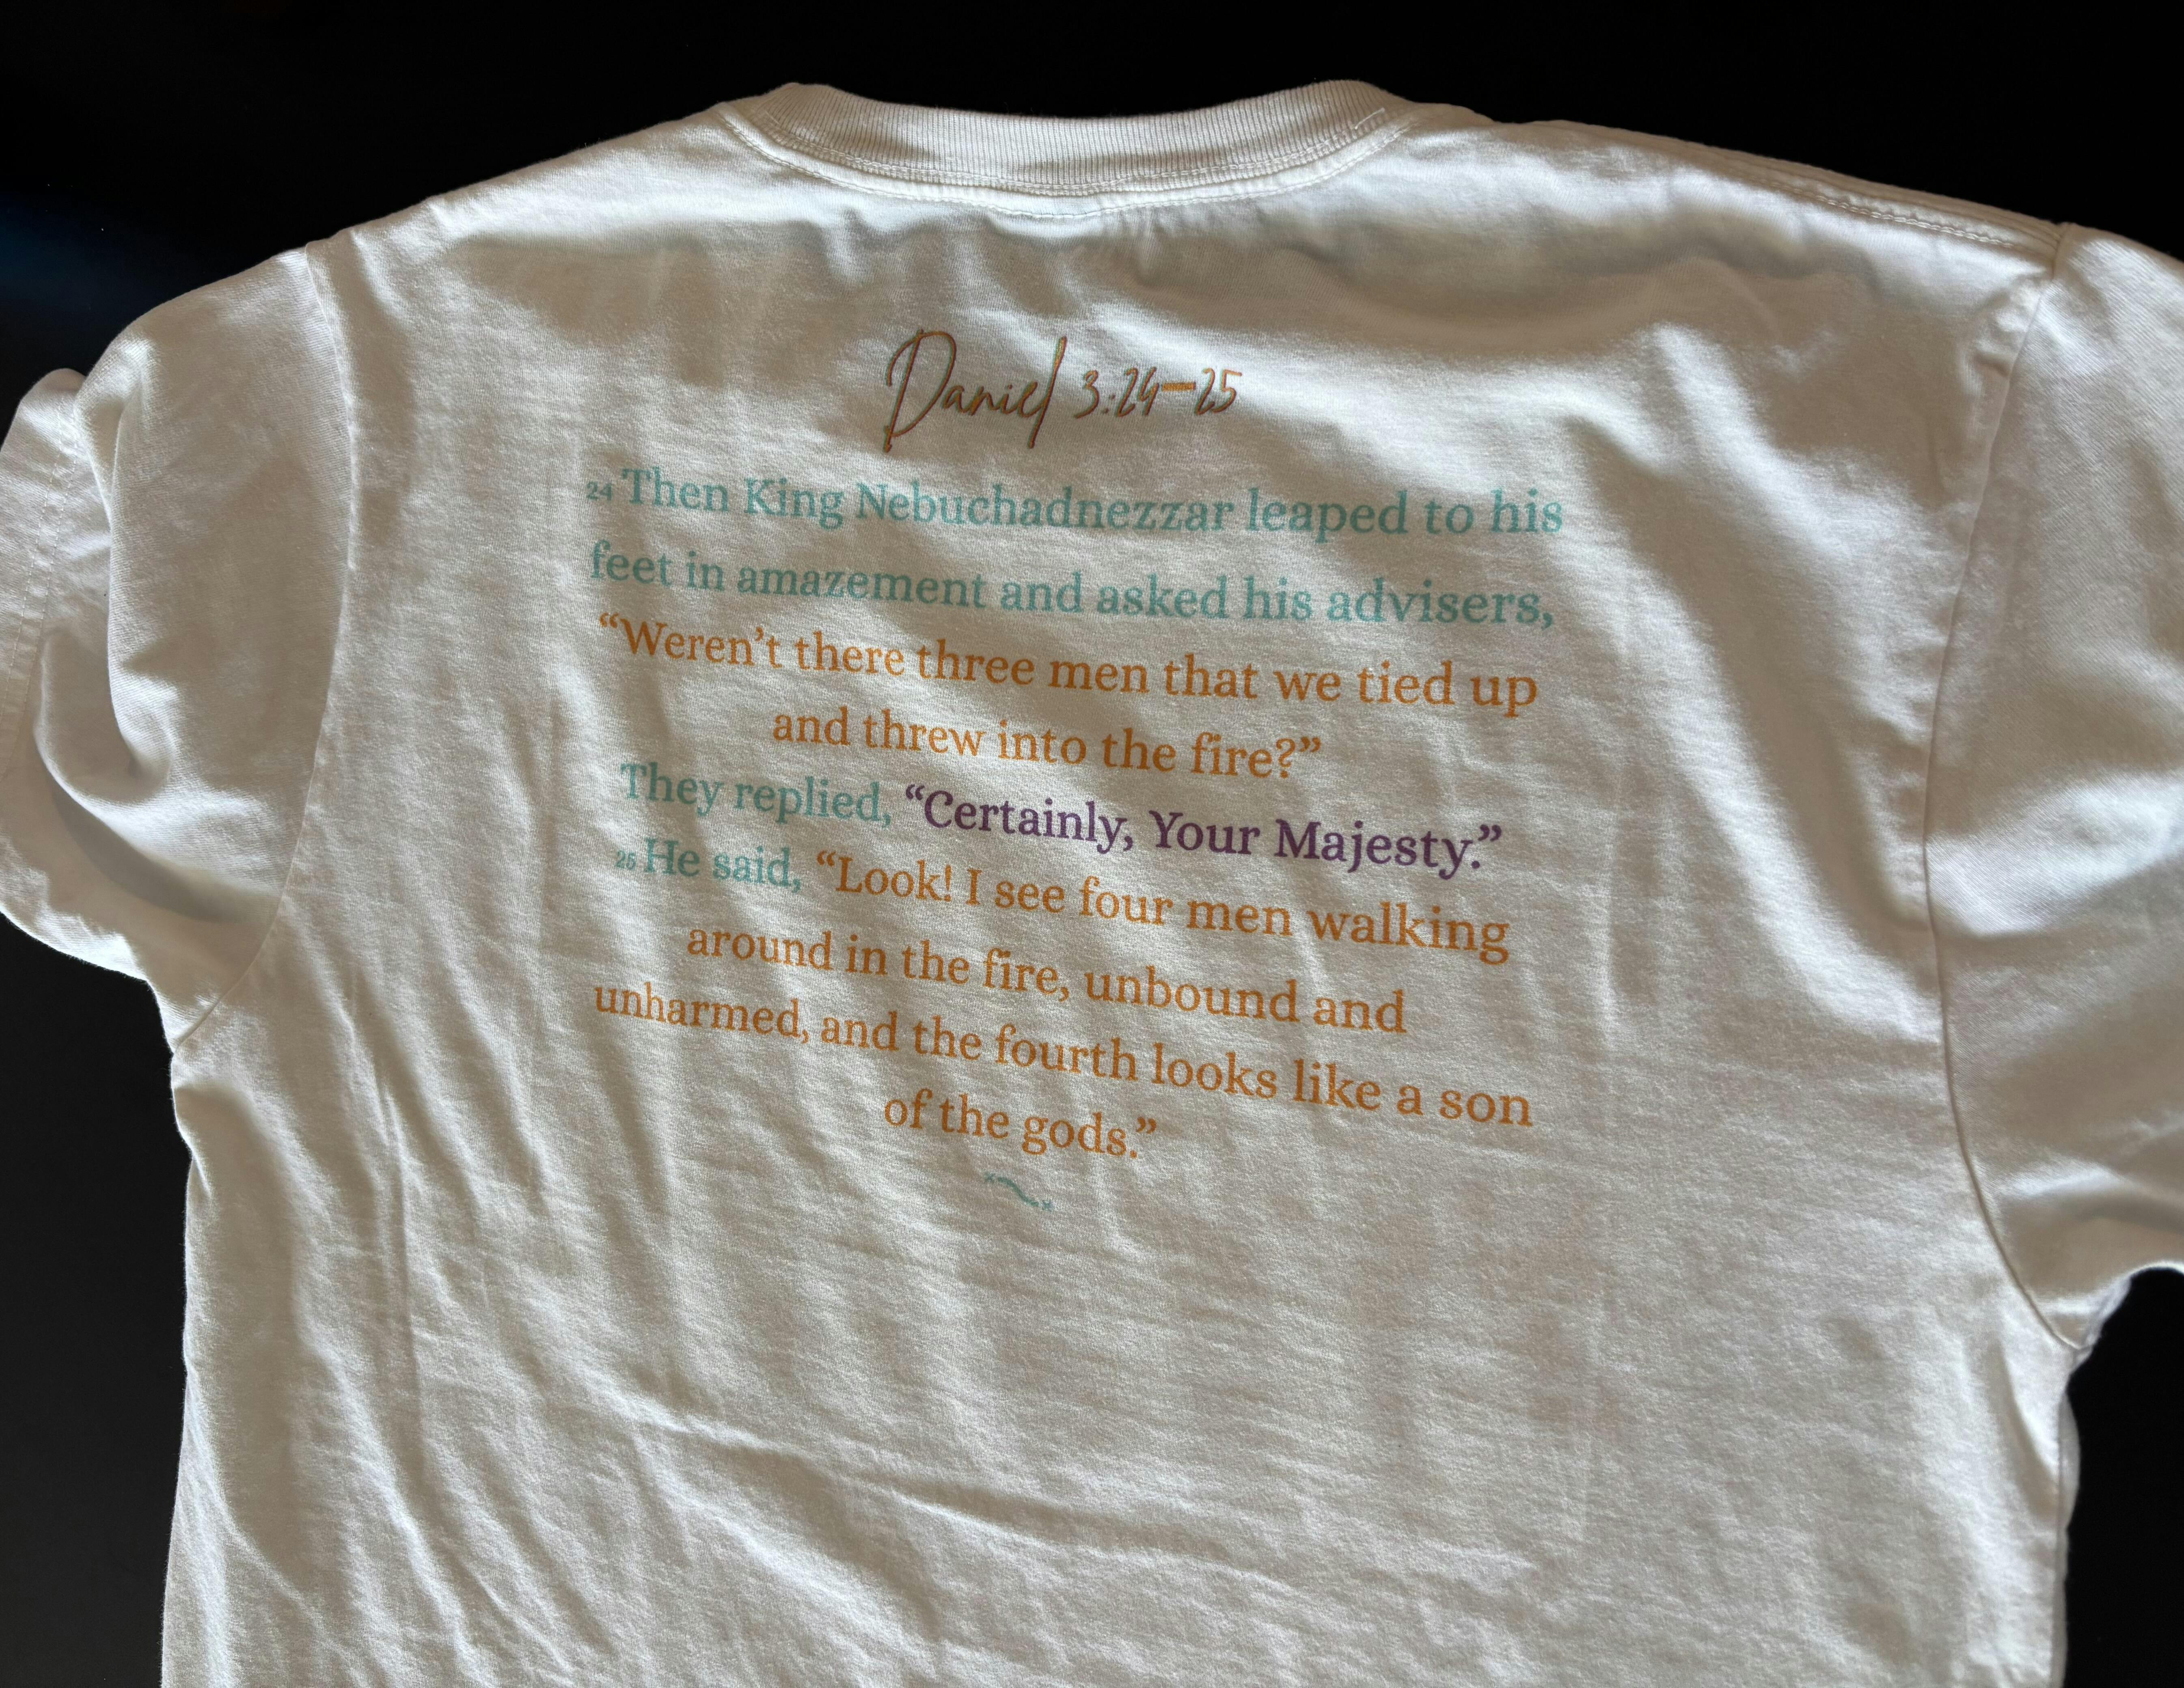 Daniel 3:24–25
24 Then King Nebuchadnezzar leaped to his
feet in amazement and asked his advisers,
“Weren’t there three men that we tied up
and threw into the fire?”
They replied, “Certainly, Your Majesty.”
25 He said, “Look! I see four men walking
around in the fire, unbound and
unharmed, and the fourth looks like a son
of the gods.”